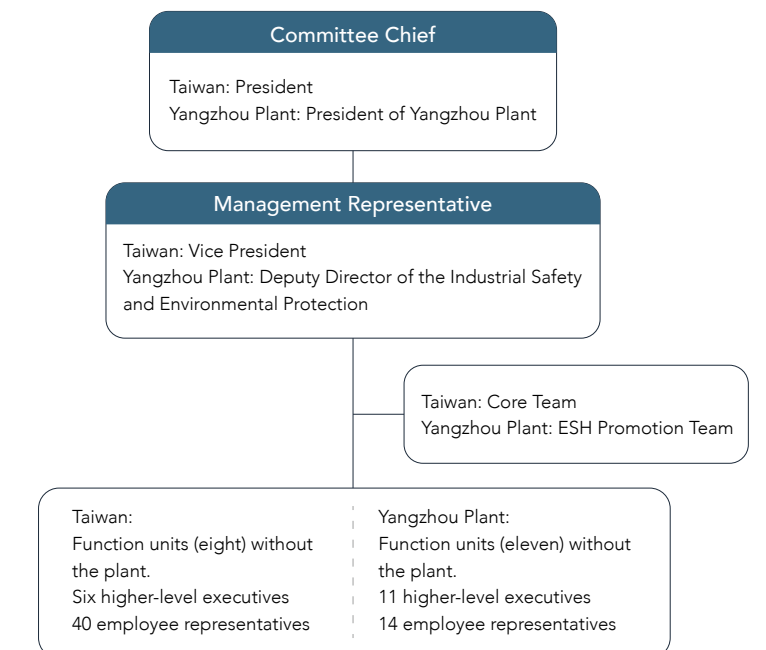 Committee Chief
Taiwan: President
Yangzhou Plant: President of Yangzhou Plant
Management Representative
Taiwan: Vice President
Yangzhou Plant: Deputy Director of the Industrial Safety
and Environmental Protection
Taiwan: Core Team
Yangzhou Plant: ESH Promotion Team
Taiwan:
Function units (eight) without
the plant.
Six higher-level executives
40 employee representatives
Yangzhou Plant:
Function units (eleven) without
the plant.
11 higher-level executives
14 employee representatives